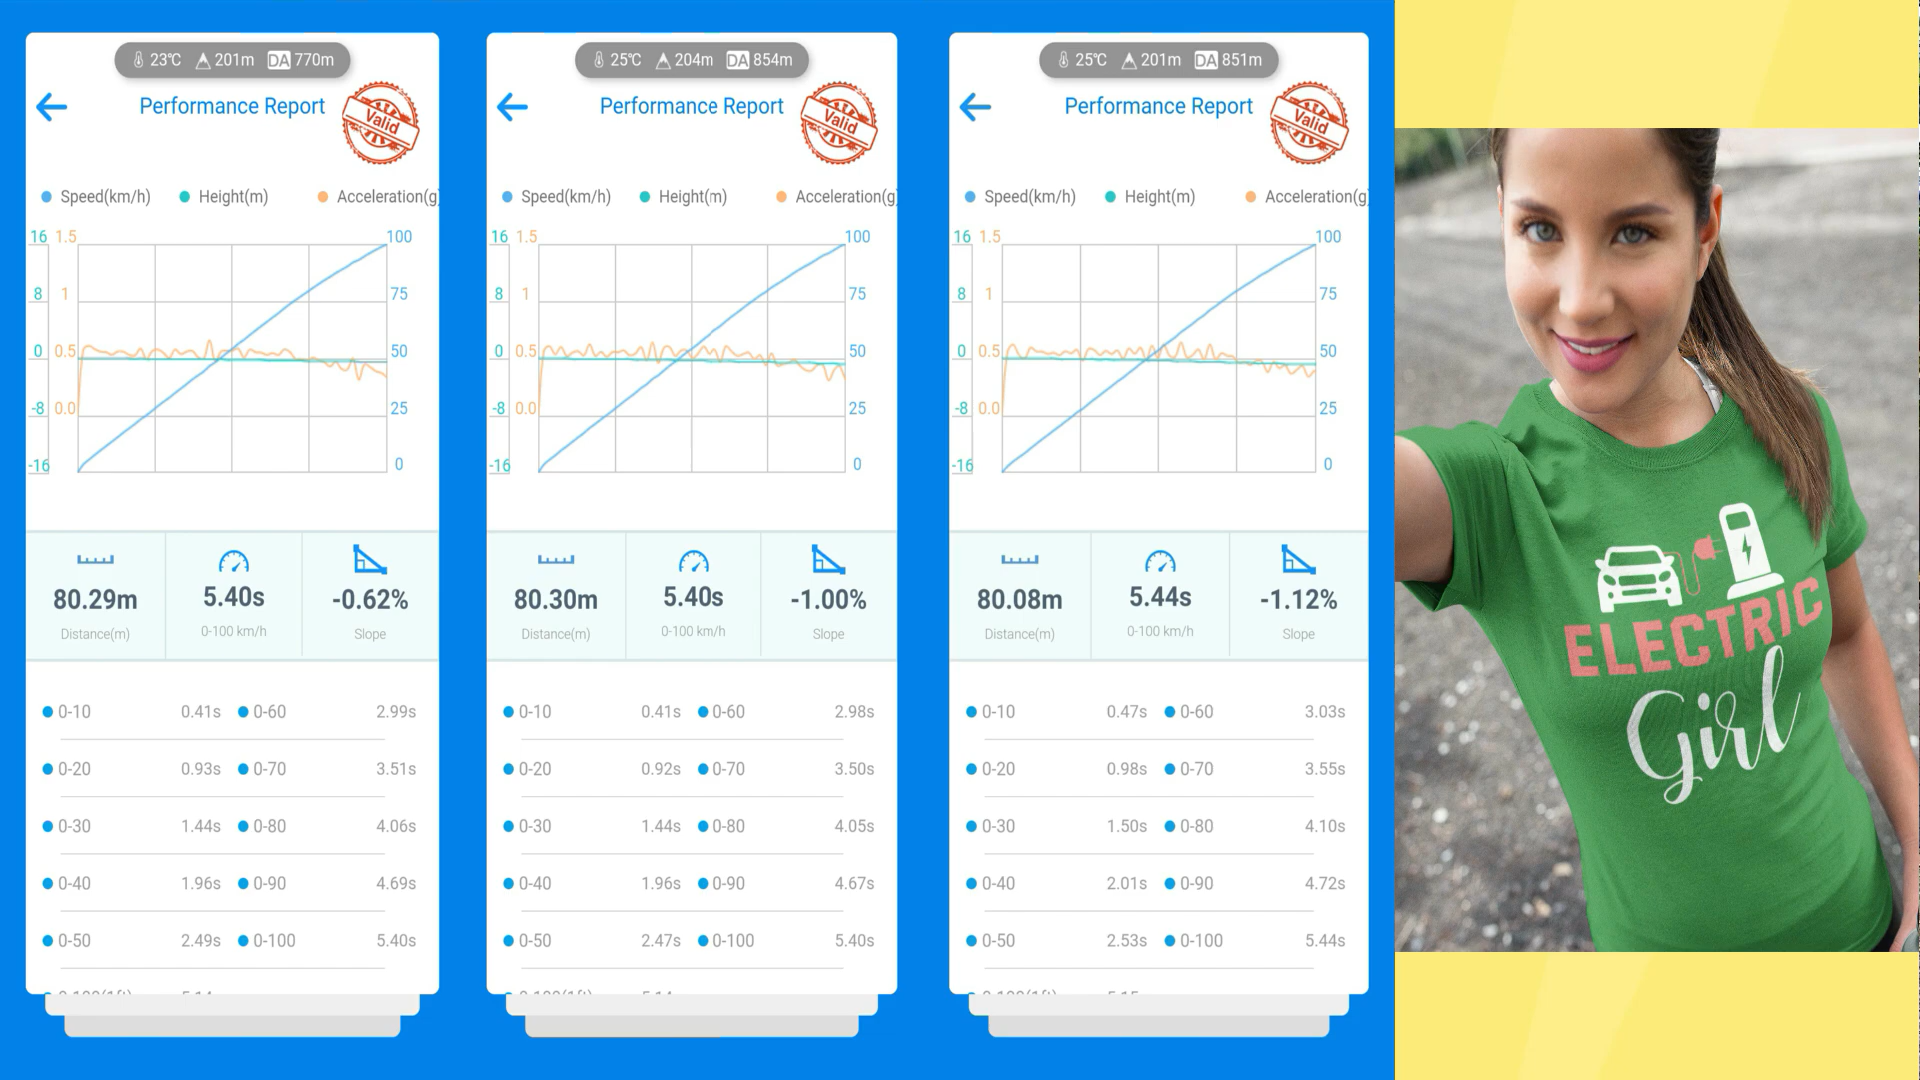 23℃ 201m DA 770m
Performance Report
Valid
Speed(km/h) Height(m) Acceleration(g
16 1.5 100
8 1 75
0 0.5 50
-8 0.0 25
-16 0
80.29m 5.40s -0.62%
Distance(m) 0-100 km/h Slope
0-10 0.41s 0-60 2.99s
0-20 0.93s 0-70 3.51s
0-30 1.44s 0-80 4.06s
0-40 1.96s 0-90 4.69s
0-50 2.49s 0-100 5.40s
25℃ 204m DA 854m
Performance Report
Valid
Speed(km/h) Height(m) Acceleration(g)
16 1.5 100
8 1 75
0 0.5 50
-8 0.0 25
-16 0
80.30m 5.40s -1.00%
Distance(m) 0-100 km/h Slope
0-10 0.41s 0-60 2.98s
0-20 0.92s 0-70 3.50s
0-30 1.44s 0-80 4.05s
0-40 1.96s 0-90 4.67s
0-50 2.47s 0-100 5.40s
25℃ 201m DA 851m
Performance Report
Valid
Speed(km/h) Height(m) Acceleration(g
16 1.5 100
8 1 75
0 0.5 50
-8 0.0 25
-16 0
80.08m 5.44s -1.12%
Distance(m) 0-100 km/h Slope
0-10 0.47s 0-60 3.03s
0-20 0.98s 0-70 3.55s
0-30 1.50s 0-80 4.10s
0-40 2.01s 0-90 4.72s
0-50 2.53s 0-100 5.44s
ELECTRIC
Girl